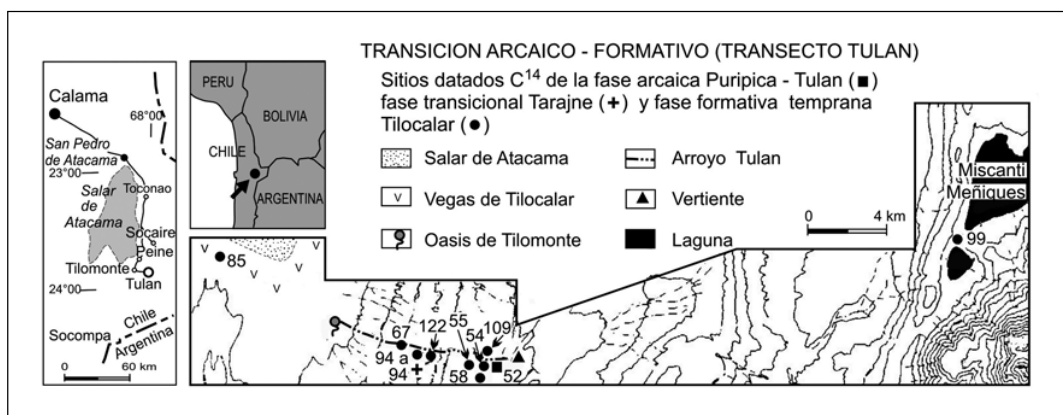 TRANSICION ARCAICO - FORMATIVO (TRANSECTO TULAN)
Sitios datados C¹⁴ de la fase arcaica Puripica - Tulan (■)
fase transicional Tarajne (+) y fase formativa temprana
Tilocalar (●)
Salar de Atacama
Vegas de Tilocalar
Oasis de Tilomonte
Arroyo Tulan
Vertiente
Laguna
Calama
68°00
San Pedro
de Atacama
23°00
Toconao
Salar
de
Atacama
Socaire
Peine
Tilomonte
Tulan
24°00
Socompa
Chile
Argentina
0 60 km
PERU
BOLIVIA
CHILE
ARGENTINA
0 4 km
Miscanti
Meñiques
99
V
85
V
V
V
V
V
67
122
55
54
109
94 a
94
58
52